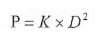 P = K × D²